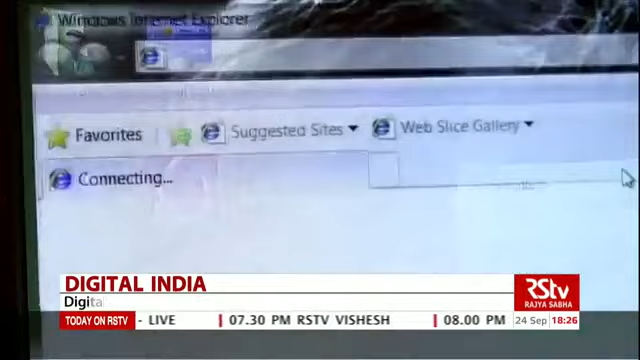 Windows Internet Explorer
Favorites Suggested Sites Web Slice Gallery
Connecting...
DIGITAL INDIA
Digita
RSTV
RAJYA SABHA
TODAY ON RSTV - LIVE 07.30 PM RSTV VISHESH 08.00 PM 24 Sep 18:26